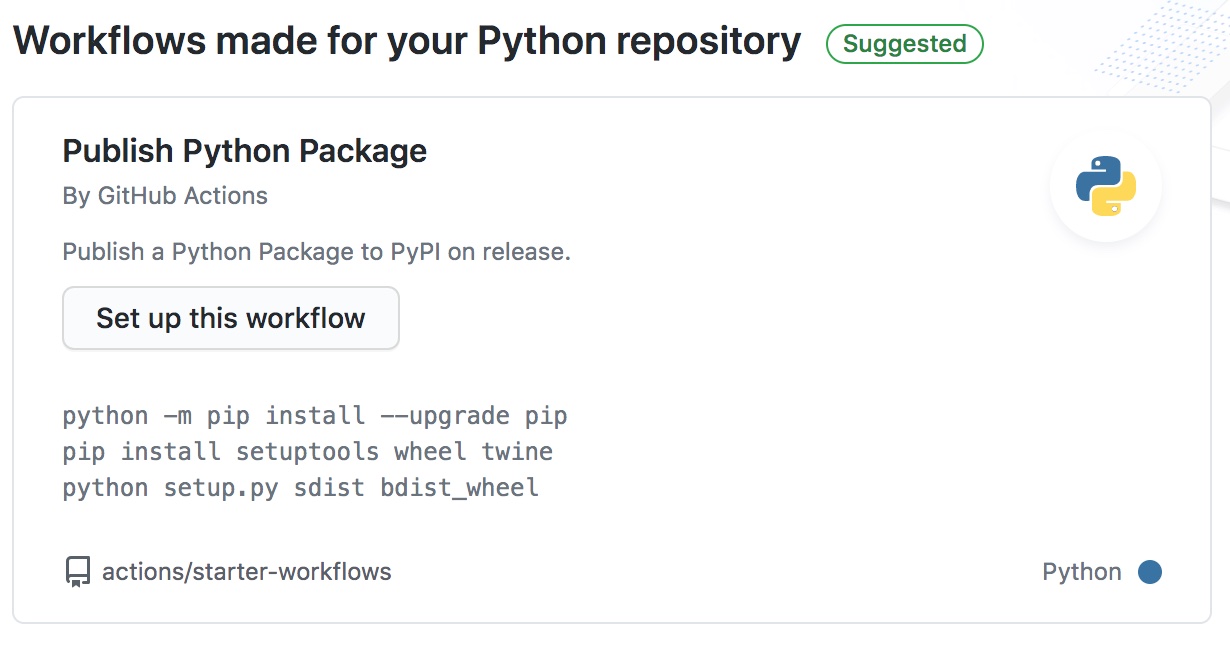 Workflows made for your Python repository Suggested
Publish Python Package
By GitHub Actions
Publish a Python Package to PyPI on release.
Set up this workflow
python -m pip install --upgrade pip
pip install setuptools wheel twine
python setup.py sdist bdist_wheel
actions/starter-workflows Python